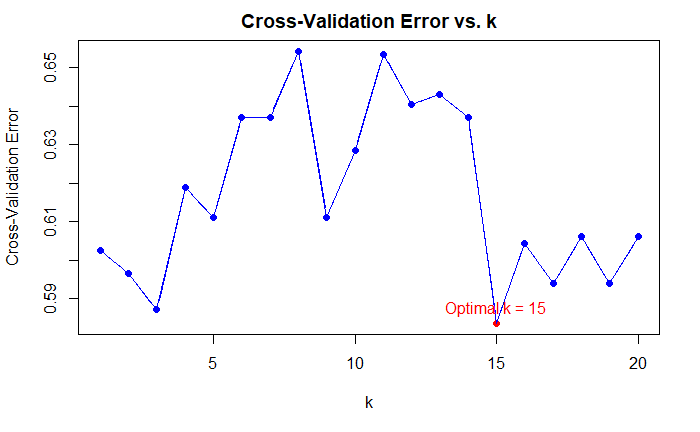 Cross-Validation Error vs. k
Cross-Validation Error
0.65
0.63
0.61
0.59
Optimal k = 15
5
10
15
20
k